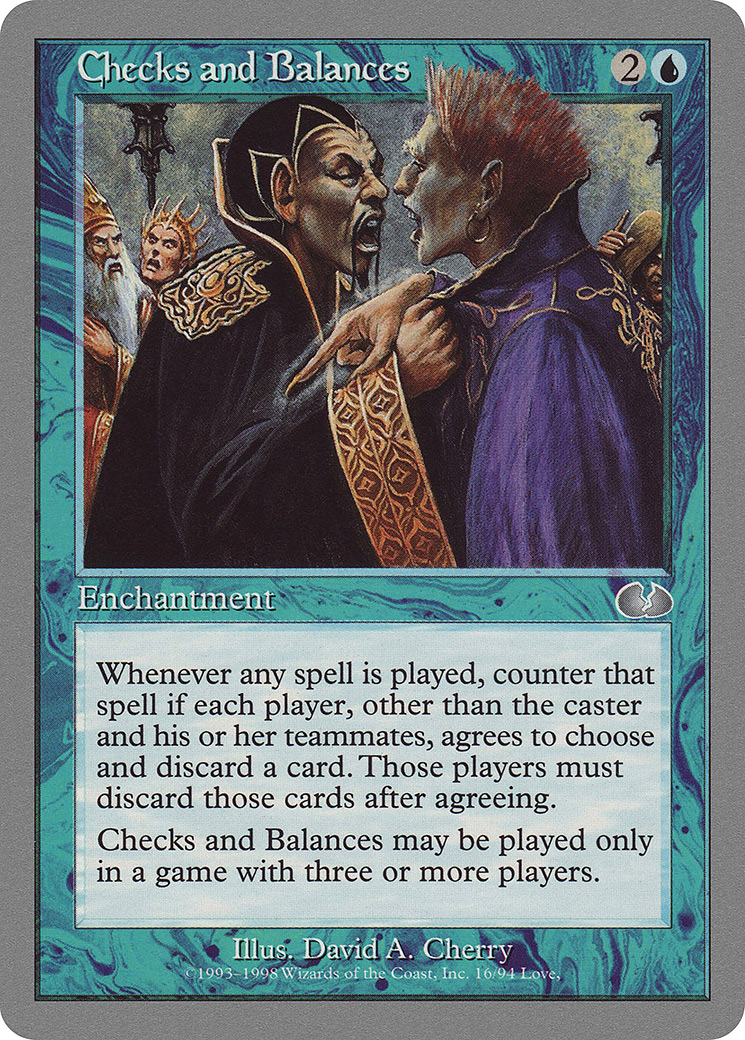 Checks and Balances 2
Enchantment
Whenever any spell is played, counter that
spell if each player, other than the caster
and his or her teammates, agrees to choose
and discard a card. Those players must
discard those cards after agreeing.
Checks and Balances may be played only
in a game with three or more players.
Illus. David A. Cherry
©1993–1998 Wizards of the Coast, Inc. 16/94 Love,